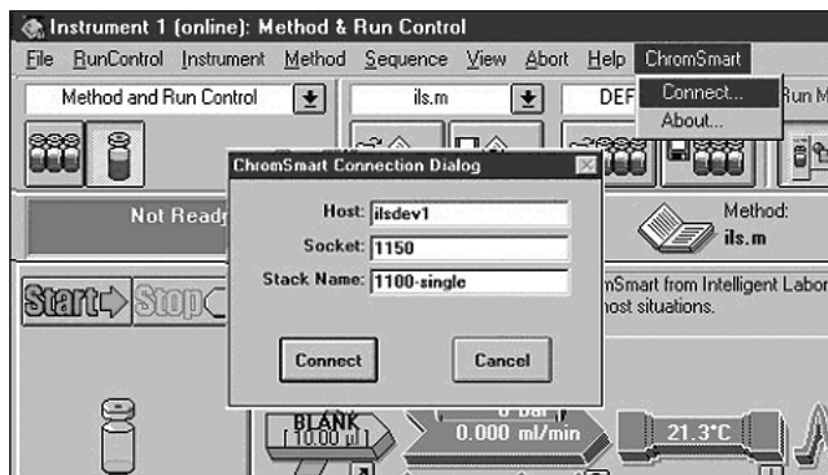 Instrument 1 (online): Method & Run Control
File RunControl Instrument Method Sequence View Abort Help ChromSmart
Connect...
About...
Method and Run Control
ils.m
DEF
Run M
ChromSmart Connection Dialog
Host: ilsdev1
Socket: 1150
Stack Name: 1100-single
Connect Cancel
Not Ready
Method:
ils.m
Start Stop
mSmart from Intelligent Labor
most situations.
BLANK
10.00 µl
0 bar
0.000 ml/min
21.3°C